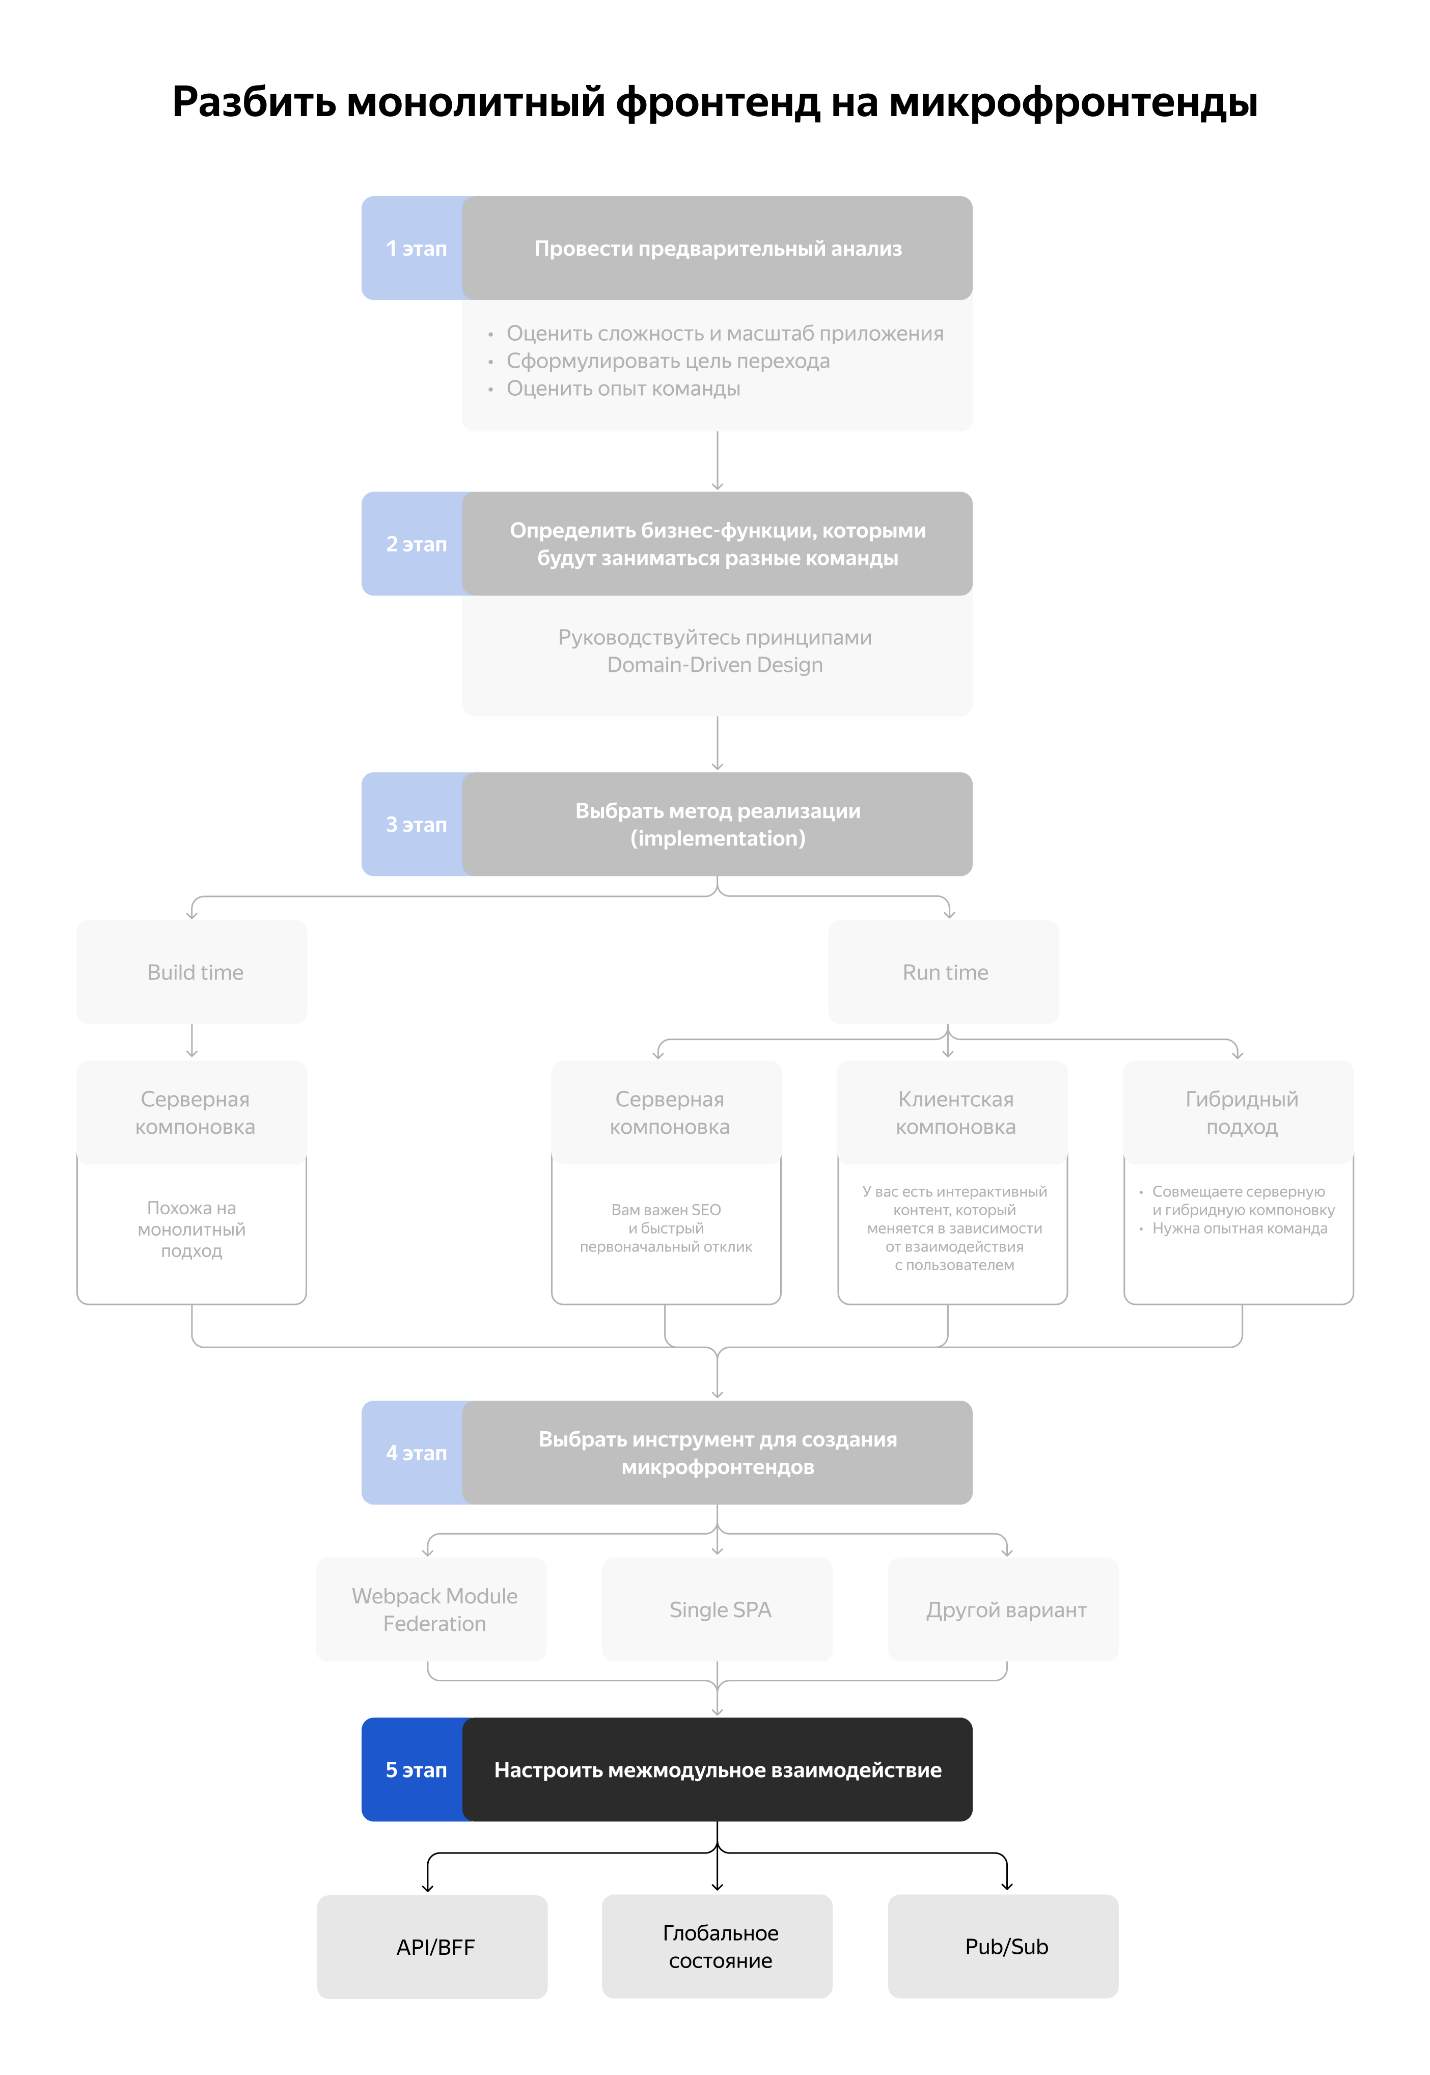 Разбить монолитный фронтенд на микрофронтенды
1 этап
Провести предварительный анализ
• Оценить сложность и масштаб приложения
• Сформулировать цель перехода
• Оценить опыт команды
2 этап
Определить бизнес-функции, которыми
будут заниматься разные команды
Руководствуйтесь принципами
Domain-Driven Design
3 этап
Выбрать метод реализации
(implementation)
Build time
Run time
Серверная
компоновка
Похожа на
монолитный
подход
Серверная
компоновка
Вам важен SEO
и быстрый
первоначальный отклик
Клиентская
компоновка
У вас есть интерактивный
контент, который
меняется в зависимости
от взаимодействия
с пользователем
Гибридный
подход
• Совмещаете серверную
и гибридную компоновку
• Нужна опытная команда
4 этап
Выбрать инструмент для создания
микрофронтендов
Webpack Module
Federation
Single SPA
Другой вариант
5 этап
Настроить межмодульное взаимодействие
API/BFF
Глобальное
состояние
Pub/Sub